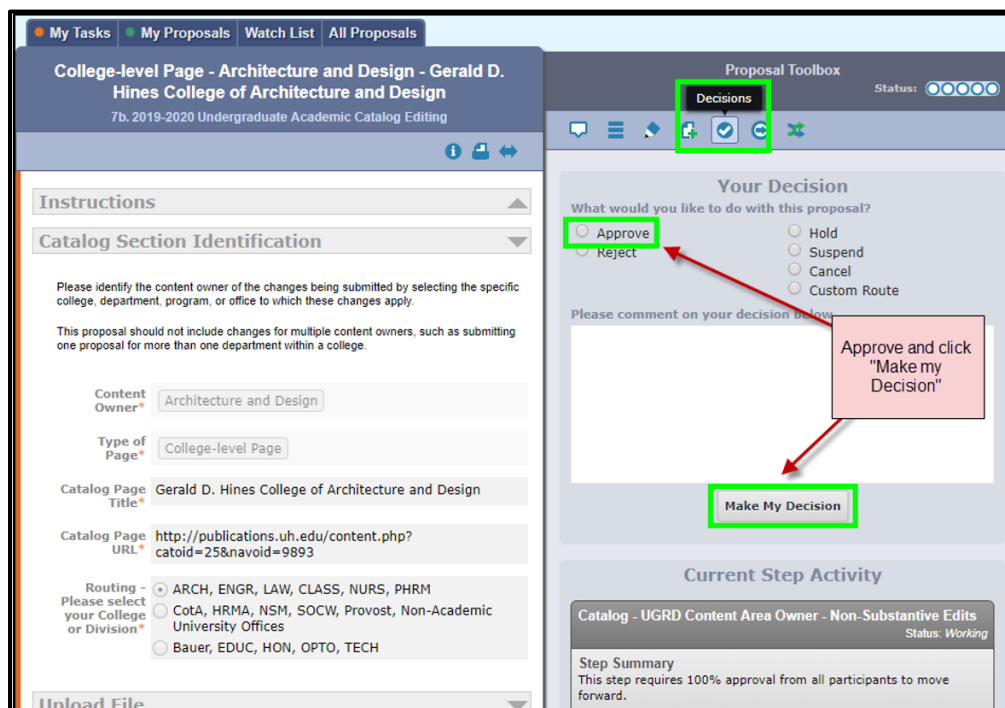 My Tasks
My Proposals
Watch List
All Proposals
College-level Page - Architecture and Design - Gerald D.
Hines College of Architecture and Design
7b. 2019-2020 Undergraduate Academic Catalog Editing
Instructions
Catalog Section Identification
Please identify the content owner of the changes being submitted by selecting the specific
college, department, program, or office to which these changes apply.
This proposal should not include changes for multiple content owners, such as submitting
one proposal for more than one department within a college.
Content
Owner*
Architecture and Design
Type of
Page*
College-level Page
Catalog Page
Title*
Gerald D. Hines College of Architecture and Design
Catalog Page
URL*
http://publications.uh.edu/content.php?
catoid=25&navoid=9893
Routing -
Please select
your College
or Division*
ARCH, ENGR, LAW, CLASS, NURS, PHRM
CotA, HRMA, NSM, SOCW, Provost, Non-Academic
University Offices
Bauer, EDUC, HON, OPTO, TECH
Upload File
Proposal Toolbox
Status:
Decisions
Your Decision
What would you like to do with this proposal?
Approve
Reject
Hold
Suspend
Cancel
Custom Route
Please comment on your decision below
Approve and click
"Make my
Decision"
Make My Decision
Current Step Activity
Catalog - UGRD Content Area Owner - Non-Substantive Edits
Status: Working
Step Summary
This step requires 100% approval from all participants to move
forward.